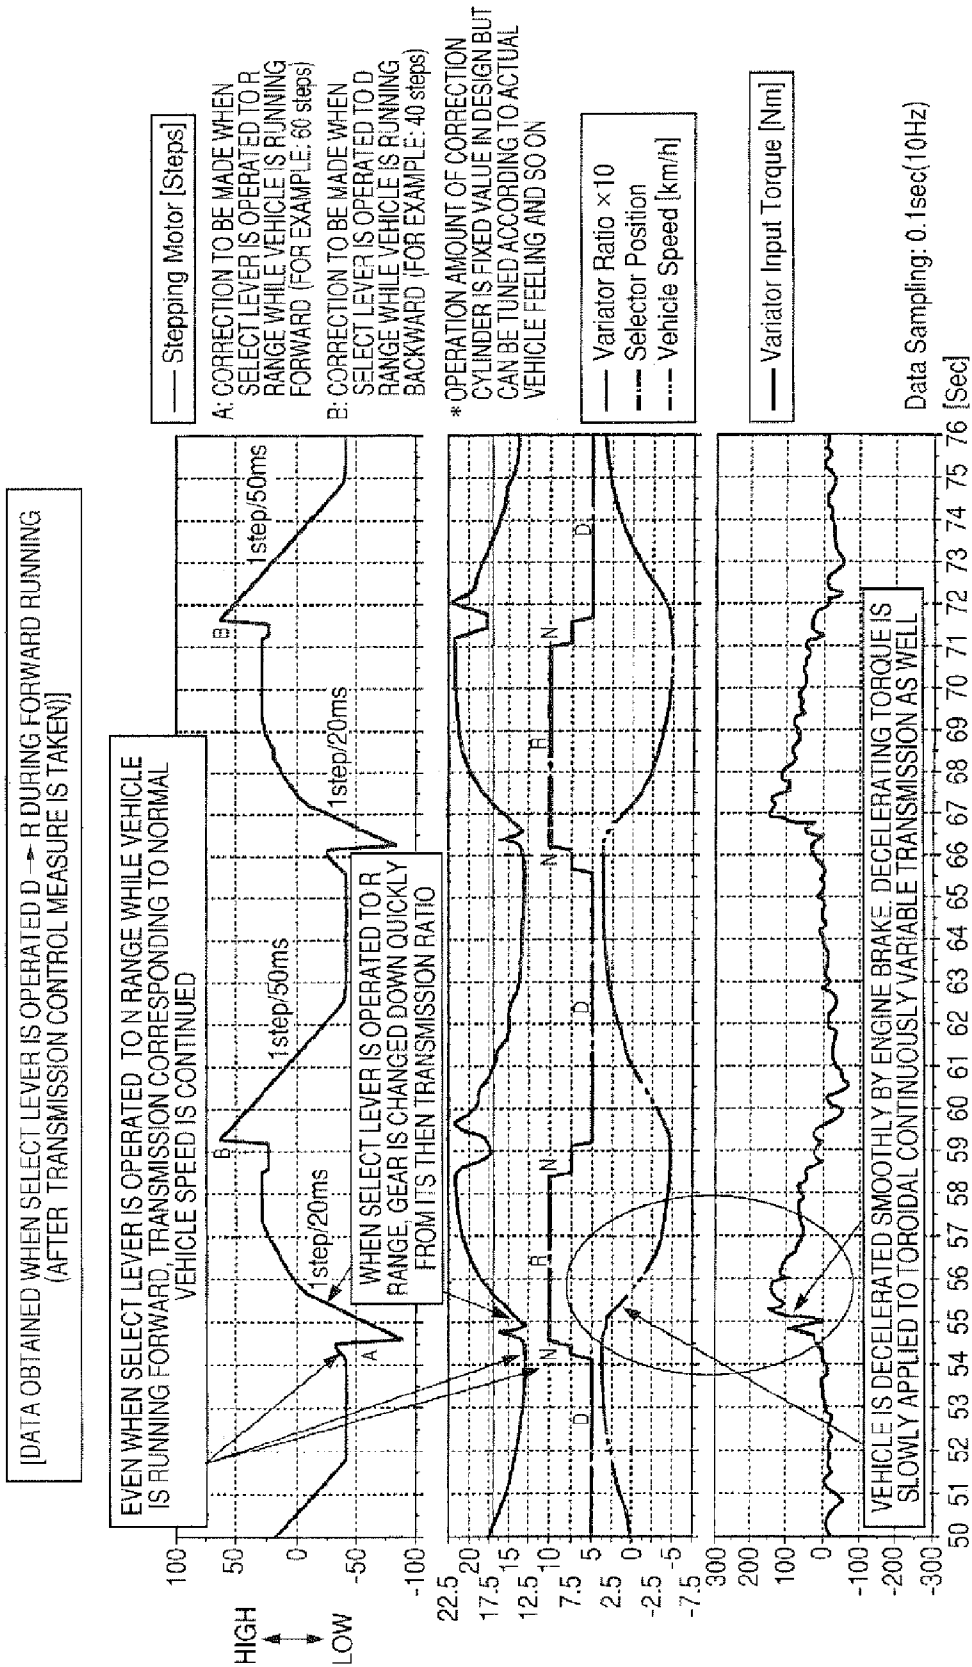 [DATA OBTAINED WHEN SELECT LEVER IS OPERATED D → R DURING FORWARD RUNNING
(AFTER TRANSMISSION CONTROL MEASURE IS TAKEN)]
EVEN WHEN SELECT LEVER IS OPERATED TO N RANGE WHILE VEHICLE
IS RUNNING FORWARD, TRANSMISSION CORRESPONDING TO NORMAL
VEHICLE SPEED IS CONTINUED
Stepping Motor [Steps]
A: CORRECTION TO BE MADE WHEN
SELECT LEVER IS OPERATED TO R
RANGE WHILE VEHICLE IS RUNNING
FORWARD (FOR EXAMPLE: 60 steps)
B: CORRECTION TO BE MADE WHEN
SELECT LEVER IS OPERATED TO D
RANGE WHILE VEHICLE IS RUNNING
BACKWARD (FOR EXAMPLE: 40 steps)
*OPERATION AMOUNT OF CORRECTION
CYLINDER IS FIXED VALUE IN DESIGN BUT
CAN BE TUNED ACCORDING TO ACTUAL
VEHICLE FEELING AND SO ON
HIGH
LOW
100
50
0
-50
-100
A
1step/20ms
B
1step/50ms
1step/20ms
B
1step/50ms
WHEN SELECT LEVER IS OPERATED TO R
RANGE, GEAR IS CHANGED DOWN QUICKLY
FROM ITS THEN TRANSMISSION RATIO
22.5
20
17.5
15
12.5
10
7.5
5
2.5
0
-2.5
-5
-7.5
D
N
R
N
D
N
R
N
D
Variator Ratio ×10
Selector Position
Vehicle Speed [km/h]
300
200
100
0
-100
-200
-300
Variator Input Torque [Nm]
VEHICLE IS DECELERATED SMOOTHLY BY ENGINE BRAKE. DECELERATING TORQUE IS
SLOWLY APPLIED TO TOROIDAL CONTINUOUSLY VARIABLE TRANSMISSION AS WELL
Data Sampling: 0.1sec(10Hz)
50 51 52 53 54 55 56 57 58 59 60 61 62 63 64 65 66 67 68 69 70 71 72 73 74 75 76 [Sec]